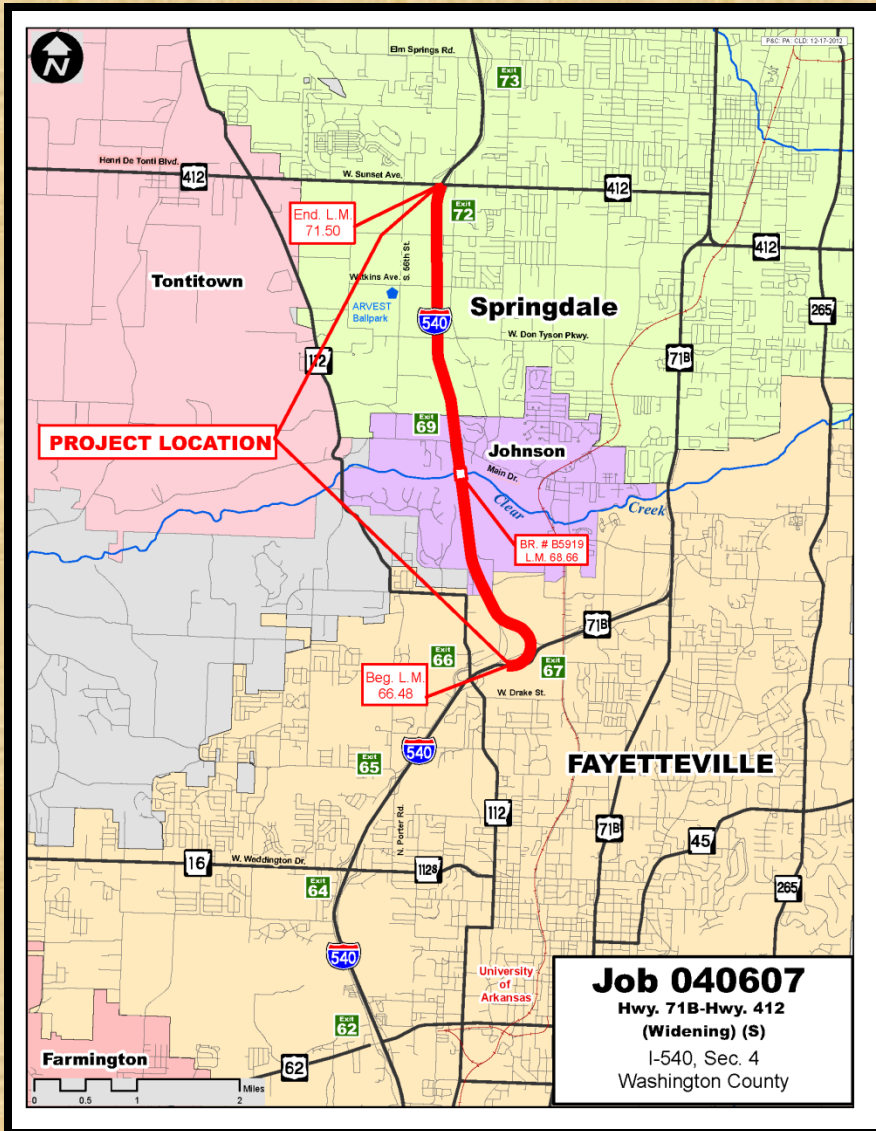 P&C: PA: CLD: 12-17-2012
N
Elm Springs Rd.
Exit
73
Henri De Tonti Blvd.
412
W. Sunset Ave.
412
End. L.M.
71.50
Exit
72
412
Tontitown
S. 56th St.
Watkins Ave.
ARVEST
Ballpark
Springdale
540
W. Don Tyson Pkwy.
265
71B
112
Exit
69
PROJECT LOCATION
Johnson
Main Dr.
Clear
Creek
BR. # B5919
L.M. 68.66
71B
Exit
66
Exit
67
Beg. L.M.
66.48
W. Drake St.
540
Exit
65
FAYETTEVILLE
N. Porter Rd.
112
71B
45
16
W. Weddington Dr.
112S
265
Exit
64
540
University
of
Arkansas
Exit
62
Farmington
62
0
0.5
1
2
Miles
Job 040607
Hwy. 71B-Hwy. 412
(Widening) (S)
I-540, Sec. 4
Washington County